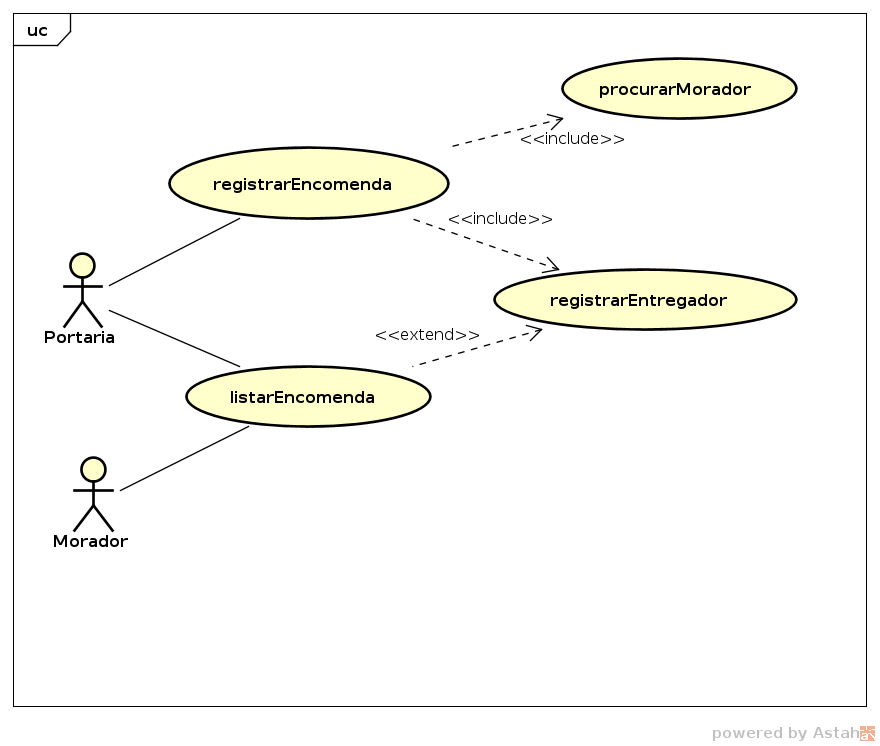 uc
procurarMorador
<<include>>
registrarEncomenda
<<include>>
registrarEntregador
Portaria
<<extend>>
listarEncomenda
Morador
powered by Astah